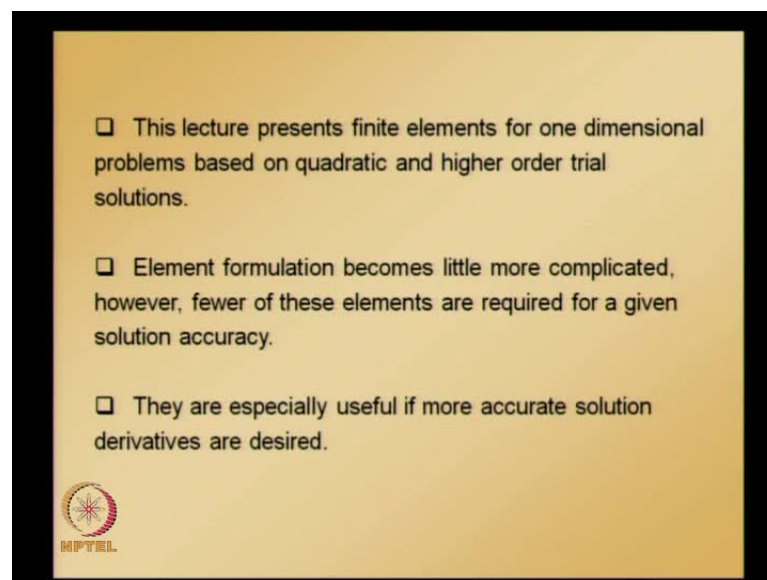 ❑ This lecture presents finite elements for one dimensional
problems based on quadratic and higher order trial
solutions.
❑ Element formulation becomes little more complicated,
however, fewer of these elements are required for a given
solution accuracy.
❑ They are especially useful if more accurate solution
derivatives are desired.
NPTEL